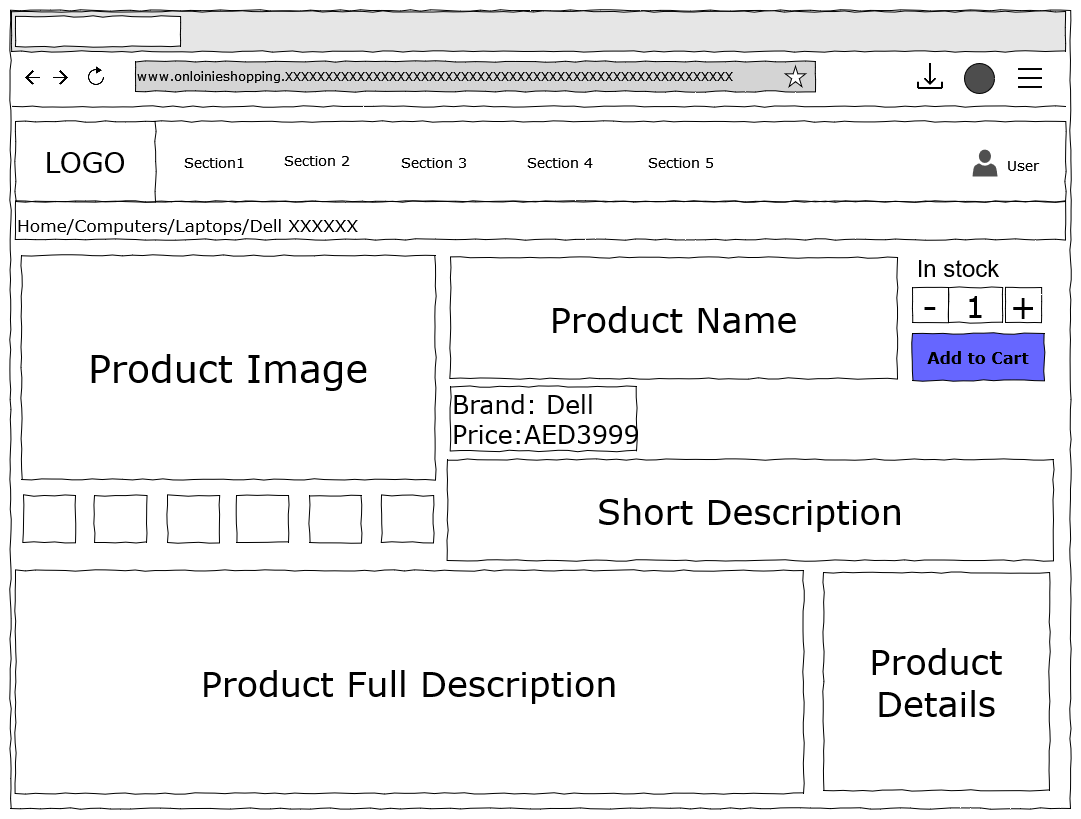 www.onloinieshopping.XXXXXXXXXXXXXXXXXXXXXXXXXXXXXXXXXXXXXXXXXXXXXXXXXXXXXXXX
LOGO
Section1
Section 2
Section 3
Section 4
Section 5
User
Home/Computers/Laptops/Dell XXXXXX
Product Image
Product Name
In stock
- 1 +
Add to Cart
Brand: Dell
Price:AED3999
Short Description
Product Full Description
Product
Details